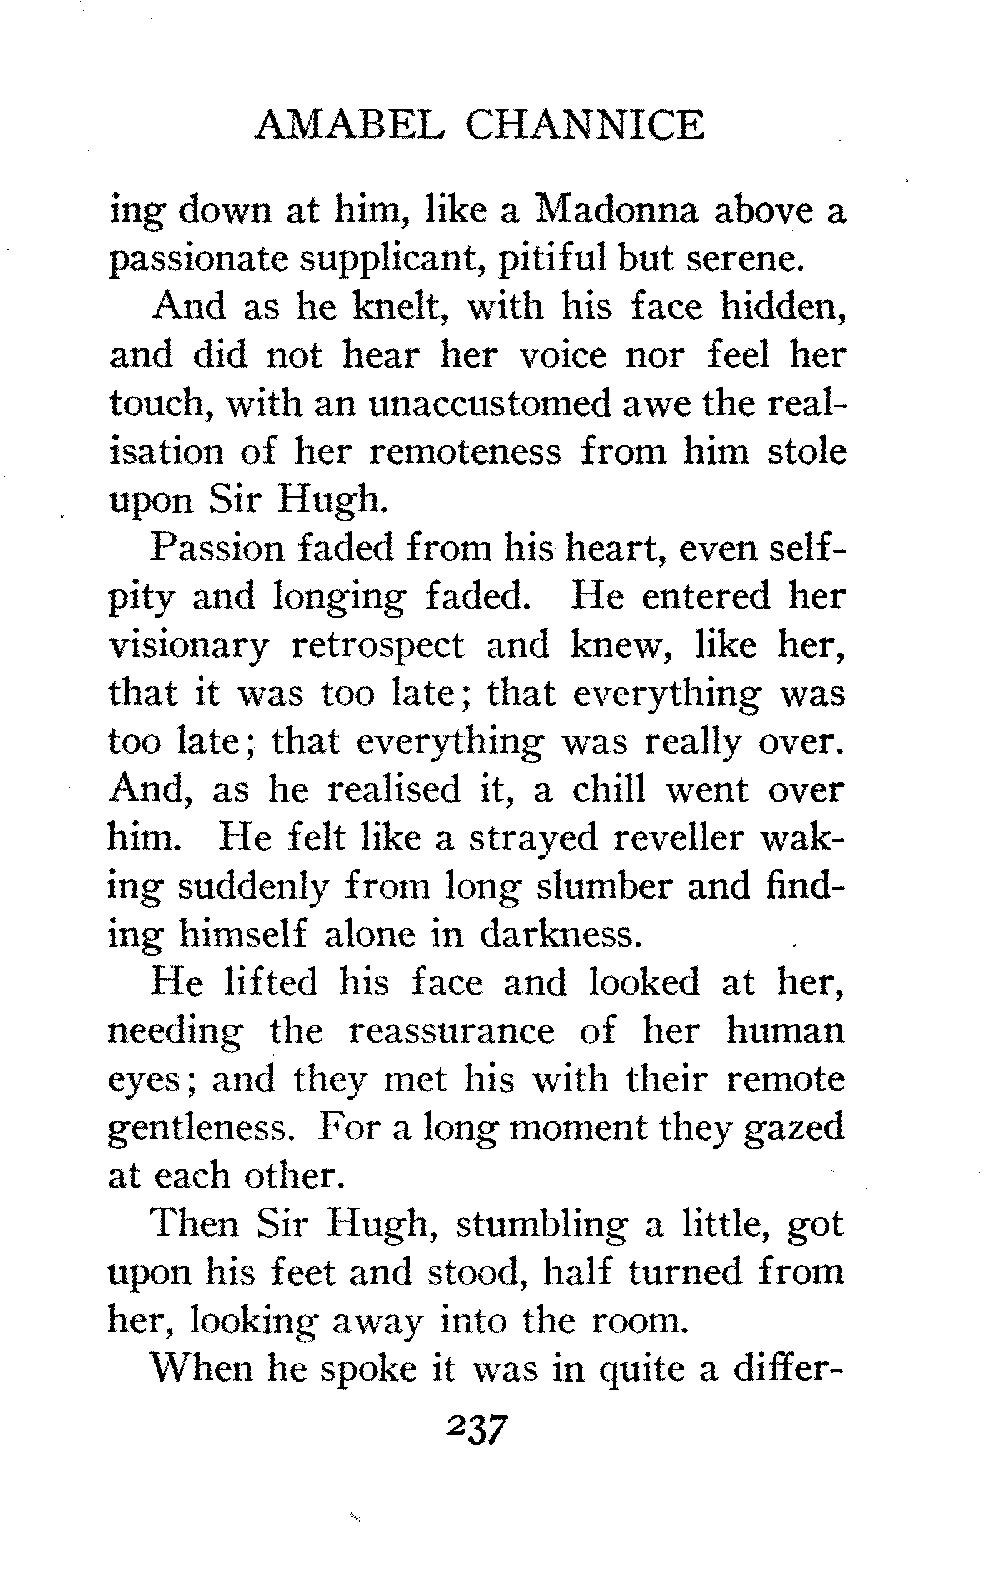 AMABEL CHANNICE
ing down at him, like a Madonna above a
passionate supplicant, pitiful but serene.
And as he knelt, with his face hidden,
and did not hear her voice nor feel her
touch, with an unaccustomed awe the real-
isation of her remoteness from him stole
upon Sir Hugh.
Passion faded from his heart, even self-
pity and longing faded. He entered her
visionary retrospect and knew, like her,
that it was too late; that everything was
too late; that everything was really over.
And, as he realised it, a chill went over
him. He felt like a strayed reveller wak-
ing suddenly from long slumber and find-
ing himself alone in darkness.
He lifted his face and looked at her,
needing the reassurance of her human
eyes; and they met his with their remote
gentleness. For a long moment they gazed
at each other.
Then Sir Hugh, stumbling a little, got
upon his feet and stood, half turned from
her, looking away into the room.
When he spoke it was in quite a differ-
237